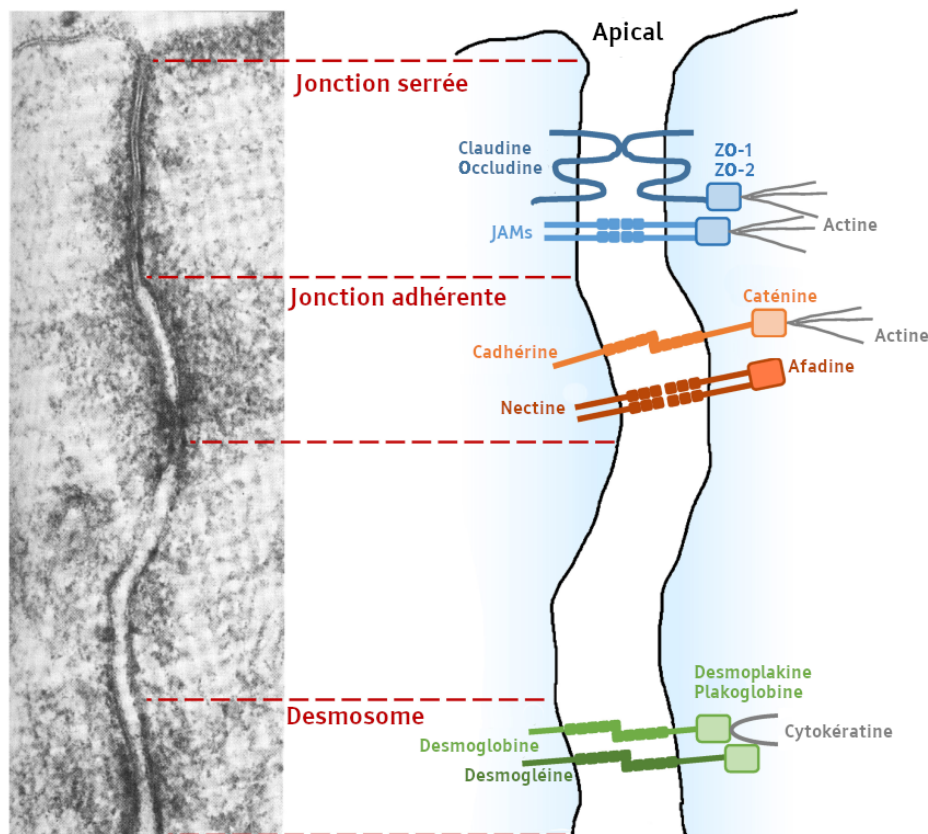 Apical
Jonction serrée
Claudine
Occludine
ZO-1
ZO-2
JAMs
Actine
Jonction adhérente
Caténine
Actine
Cadhérine
Afadine
Nectine
Desmoplakine
Plakoglobine
Desmosome
Desmoglobine
Cytokératine
Desmogléine